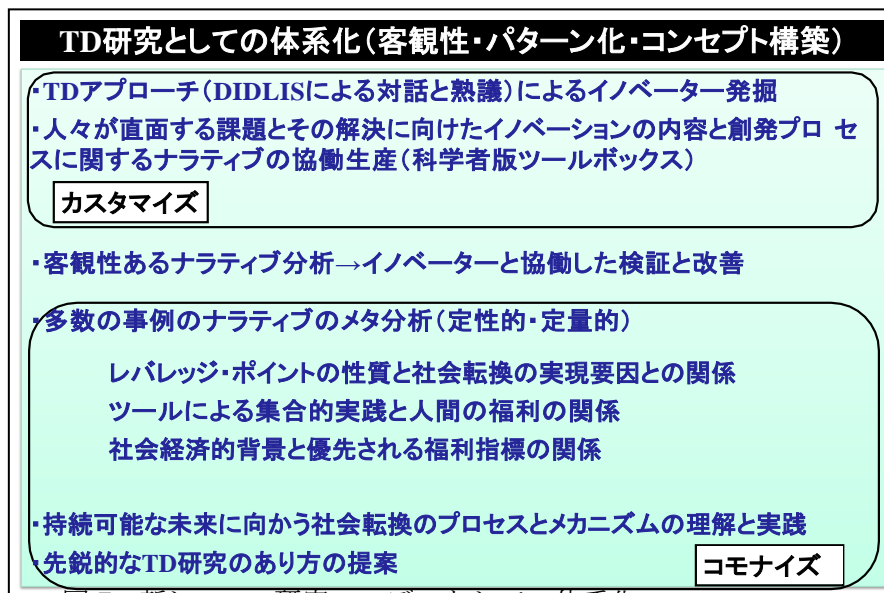 TD研究としての体系化（客観性・パターン化・コンセプト構築）
・TDアプローチ（DIDLISによる対話と熟議）によるイノベーター発掘
・人々が直面する課題とその解決に向けたイノベーションの内容と創発プロ セ
スに関するナラティブの協働生産（科学者版ツールボックス）
カスタマイズ
・客観性あるナラティブ分析→イノベーターと協働した検証と改善
・多数の事例のナラティブのメタ分析（定性的・定量的）
レバレッジ・ポイントの性質と社会転換の実現要因との関係
ツールによる集合的実践と人間の福利の関係
社会経済的背景と優先される福利指標の関係
・持続可能な未来に向かう社会転換のプロセスとメカニズムの理解と実践
・先鋭的なTD研究のあり方の提案
コモナイズ